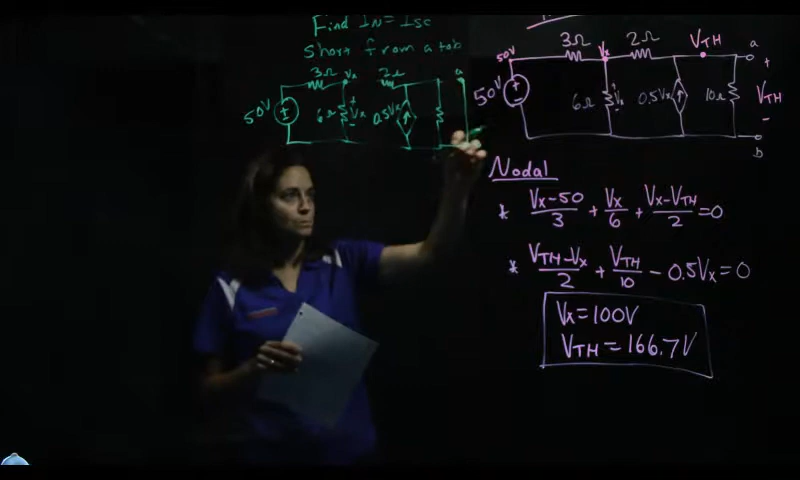 Find IN = Isc
Short from a to b
3Ω
Vx
2Ω
a
50V
±
6Ω
+
Vx
-
0.5Vx
50V
3Ω
Vx
2Ω
VTH
a
50V
±
6Ω
+
Vx
-
0.5Vx
10Ω
+
VTH
-
b
Nodal
* Vx-50/3 + Vx/6 + Vx-VTH/2 = 0
* VTH-Vx/2 + VTH/10 - 0.5Vx = 0
Vx = 100V
VTH = 166.7V